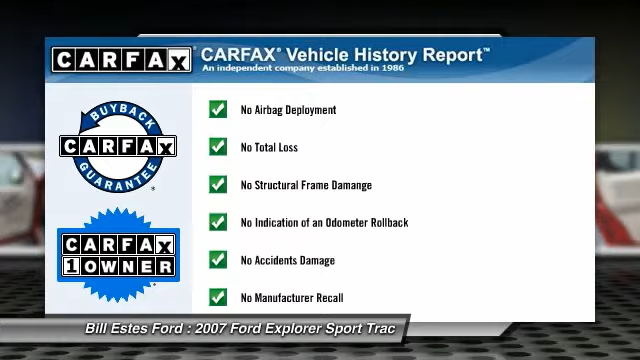 CARFAX
CARFAX® Vehicle History Report™
An independent company established in 1986
BUYBACK
CARFAX
GUARANTEE
CARFAX
1 OWNER
No Airbag Deployment
No Total Loss
No Structural Frame Damange
No Indication of an Odometer Rollback
No Accidents Damage
No Manufacturer Recall
Bill Estes Ford : 2007 Ford Explorer Sport Trac